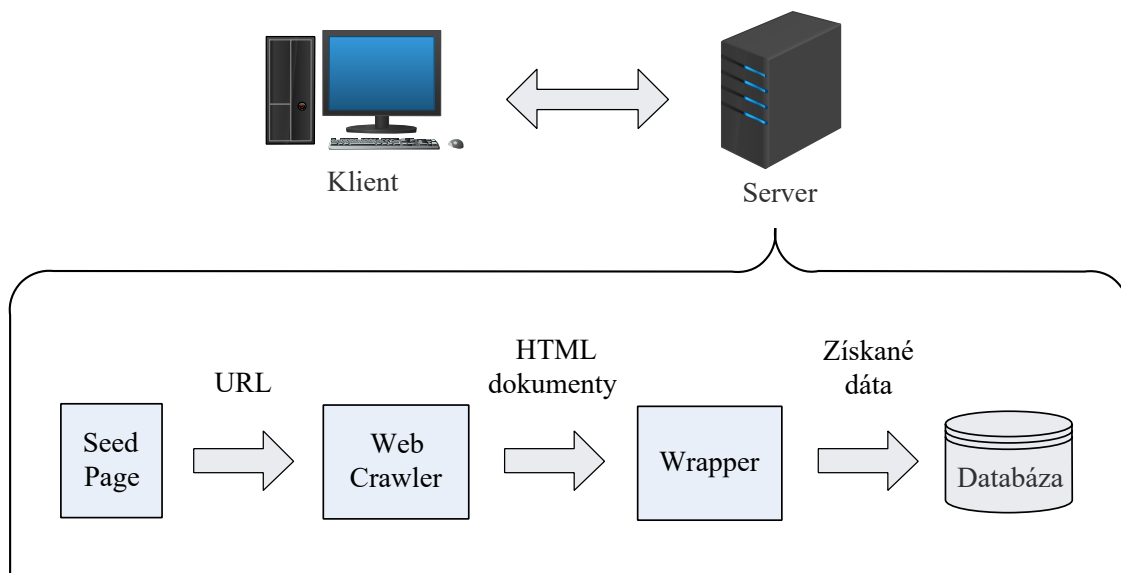 Klient
Server
URL
HTML
dokumenty
Získané
dáta
Seed
Page
Web
Crawler
Wrapper
Databáza